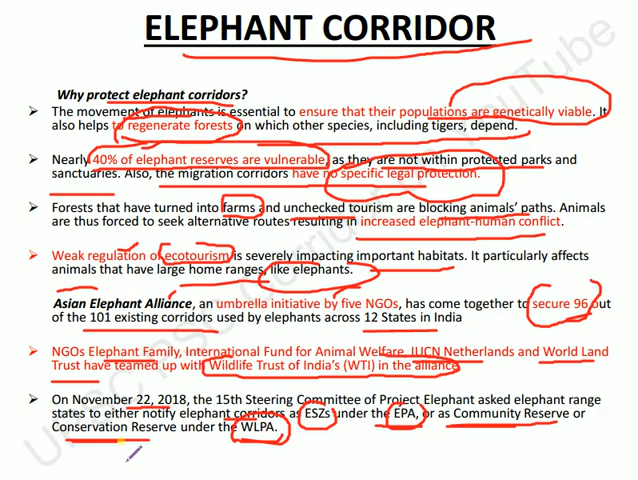 ELEPHANT CORRIDOR
Why protect elephant corridors?
➢ The movement of elephants is essential to ensure that their populations are genetically viable. It
also helps to regenerate forests on which other species, including tigers, depend.
➢ Nearly 40% of elephant reserves are vulnerable, as they are not within protected parks and
sanctuaries. Also, the migration corridors have no specific legal protection.
➢ Forests that have turned into farms and unchecked tourism are blocking animals' paths. Animals
are thus forced to seek alternative routes resulting in increased elephant-human conflict.
➢ Weak regulation of ecotourism is severely impacting important habitats. It particularly affects
animals that have large home ranges, like elephants.
Asian Elephant Alliance, an umbrella initiative by five NGOs, has come together to secure 96 out
of the 101 existing corridors used by elephants across 12 States in India
➢ NGOs Elephant Family, International Fund for Animal Welfare, IUCN Netherlands and World Land
Trust have teamed up with Wildlife Trust of India's (WTI) in the alliance
➢ On November 22, 2018, the 15th Steering Committee of Project Elephant asked elephant range
states to either notify elephant corridors as ESZs under the EPA, or as Community Reserve or
Conservation Reserve under the WLPA.